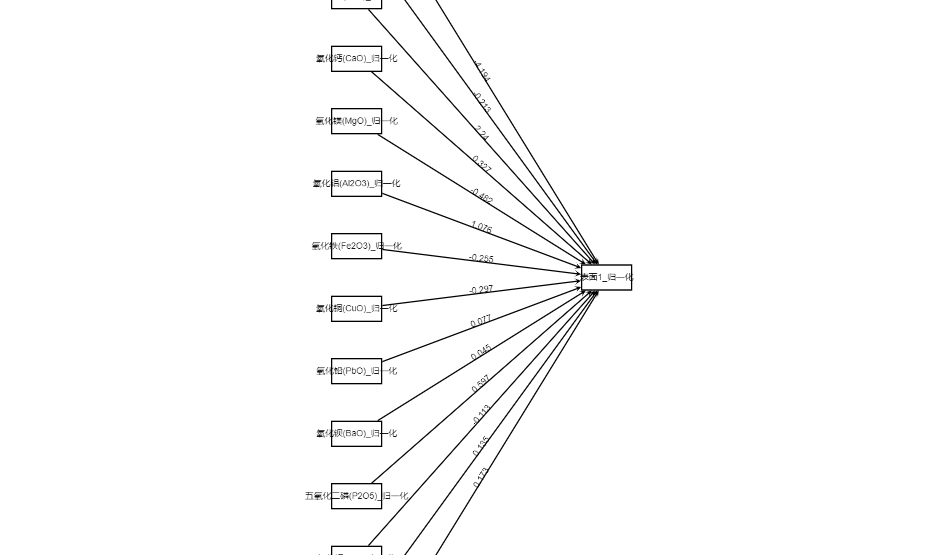 氧化钙(CaO)_归一化
氧化镁(MgO)_归一化
氧化铝(Al2O3)_归一化
氧化铁(Fe2O3)_归一化
氧化铜(CuO)_归一化
氧化铅(PbO)_归一化
氧化钡(BaO)_归一化
五氧化二磷(P2O5)_归一化
-4.194
-0.213
2.24
0.327
-0.462
1.076
-0.255
-0.297
0.077
0.045
0.597
-0.113
0.135
0.173
表面1_归一化